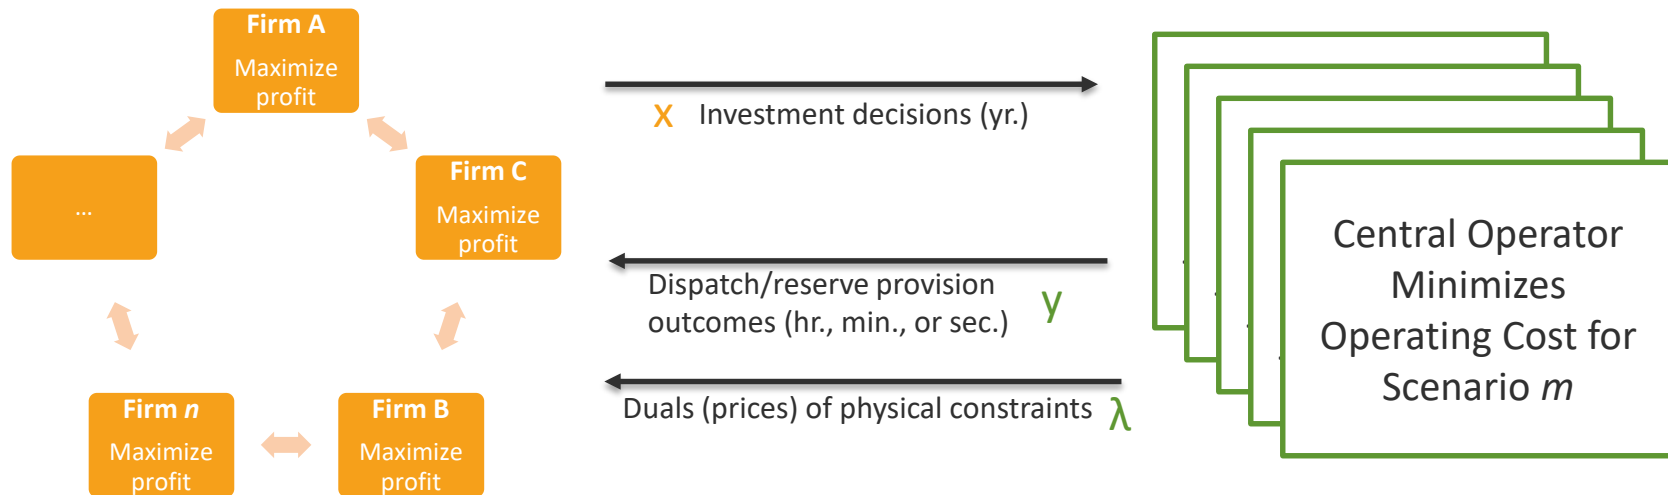 Firm A
Maximize
profit
...
Firm C
Maximize
profit
Firm n
Maximize
profit
Firm B
Maximize
profit
x Investment decisions (yr.)
Dispatch/reserve provision
outcomes (hr., min., or sec.) y
Duals (prices) of physical constraints λ
Central Operator
Minimizes
Operating Cost for
Scenario m